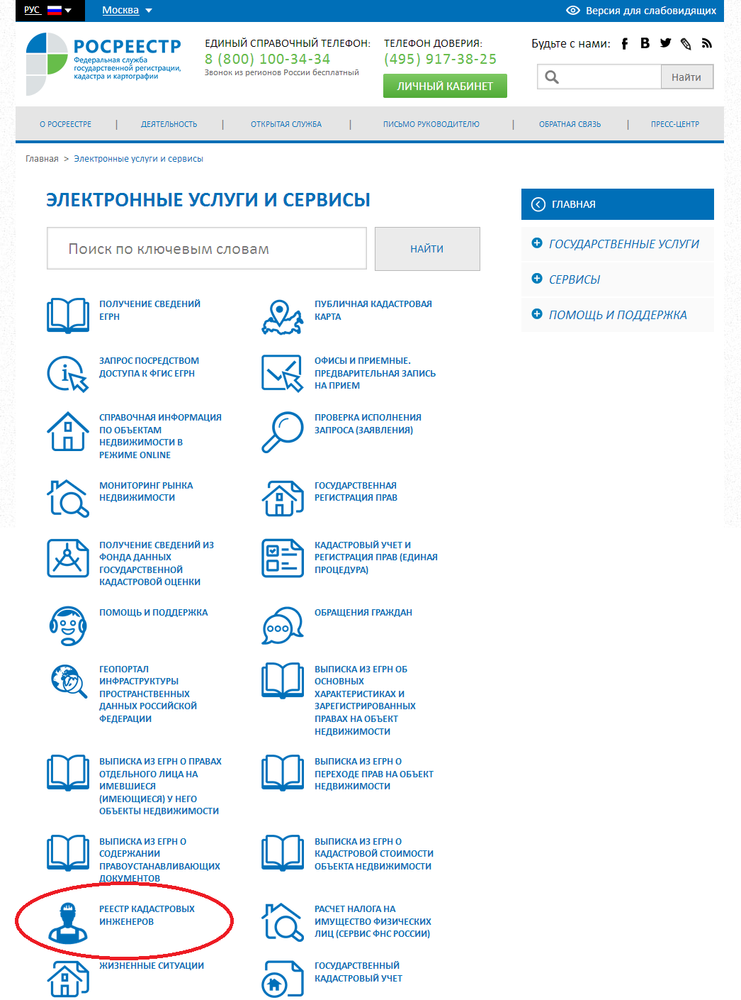 РУС
Москва
Версия для слабовидящих
РОСРЕЕСТР
Федеральная служба
государственной регистрации,
кадастра и картографии
ЕДИНЫЙ СПРАВОЧНЫЙ ТЕЛЕФОН:
8 (800) 100-34-34
Звонок из регионов России бесплатный
ТЕЛЕФОН ДОВЕРИЯ:
(495) 917-38-25
ЛИЧНЫЙ КАБИНЕТ
Будьте с нами:
Найти
О РОСРЕЕСТРЕ | ДЕЯТЕЛЬНОСТЬ | ОТКРЫТАЯ СЛУЖБА | ПИСЬМО РУКОВОДИТЕЛЮ | ОБРАТНАЯ СВЯЗЬ | ПРЕСС-ЦЕНТР
Главная > Электронные услуги и сервисы
ЭЛЕКТРОННЫЕ УСЛУГИ И СЕРВИСЫ
Поиск по ключевым словам
НАЙТИ
ГЛАВНАЯ
ГОСУДАРСТВЕННЫЕ УСЛУГИ
СЕРВИСЫ
ПОМОЩЬ И ПОДДЕРЖКА
ПОЛУЧЕНИЕ СВЕДЕНИЙ
ЕГРН
ПУБЛИЧНАЯ КАДАСТРОВАЯ
КАРТА
ЗАПРОС ПОСРЕДСТВОМ
ДОСТУПА К ФГИС ЕГРН
ОФИСЫ И ПРИЕМНЫЕ.
ПРЕДВАРИТЕЛЬНАЯ ЗАПИСЬ
НА ПРИЕМ
СПРАВОЧНАЯ ИНФОРМАЦИЯ
ПО ОБЪЕКТАМ
НЕДВИЖИМОСТИ В
РЕЖИМЕ ONLINE
ПРОВЕРКА ИСПОЛНЕНИЯ
ЗАПРОСА (ЗАЯВЛЕНИЯ)
МОНИТОРИНГ РЫНКА
НЕДВИЖИМОСТИ
ГОСУДАРСТВЕННАЯ
РЕГИСТРАЦИЯ ПРАВ
ПОЛУЧЕНИЕ СВЕДЕНИЙ ИЗ
ФОНДА ДАННЫХ
ГОСУДАРСТВЕННОЙ
КАДАСТРОВОЙ ОЦЕНКИ
КАДАСТРОВЫЙ УЧЕТ И
РЕГИСТРАЦИЯ ПРАВ (ЕДИНАЯ
ПРОЦЕДУРА)
ПОМОЩЬ И ПОДДЕРЖКА
ОБРАЩЕНИЯ ГРАЖДАН
ГЕОПОРТАЛ
ИНФРАСТРУКТУРЫ
ПРОСТРАНСТВЕННЫХ
ДАННЫХ РОССИЙСКОЙ
ФЕДЕРАЦИИ
ВЫПИСКА ИЗ ЕГРН ОБ
ОСНОВНЫХ
ХАРАКТЕРИСТИКАХ И
ЗАРЕГИСТРИРОВАННЫХ
ПРАВАХ НА ОБЪЕКТ
НЕДВИЖИМОСТИ
ВЫПИСКА ИЗ ЕГРН О ПРАВАХ
ОТДЕЛЬНОГО ЛИЦА НА
ИМЕВШИЕСЯ
(ИМЕЮЩИЕСЯ) У НЕГО
ОБЪЕКТЫ НЕДВИЖИМОСТИ
ВЫПИСКА ИЗ ЕГРН О
ПЕРЕХОДЕ ПРАВ НА ОБЪЕКТ
НЕДВИЖИМОСТИ
ВЫПИСКА ИЗ ЕГРН О
СОДЕРЖАНИИ
ПРАВОУСТАНАВЛИВАЮЩИХ
ДОКУМЕНТОВ
ВЫПИСКА ИЗ ЕГРН О
КАДАСТРОВОЙ СТОИМОСТИ
ОБЪЕКТА НЕДВИЖИМОСТИ
РЕЕСТР КАДАСТРОВЫХ
ИНЖЕНЕРОВ
РАСЧЕТ НАЛОГА НА
ИМУЩЕСТВО ФИЗИЧЕСКИХ
ЛИЦ (СЕРВИС ФНС РОССИИ)
ЖИЗНЕННЫЕ СИТУАЦИИ
ГОСУДАРСТВЕННЫЙ
КАДАСТРОВЫЙ УЧЕТ